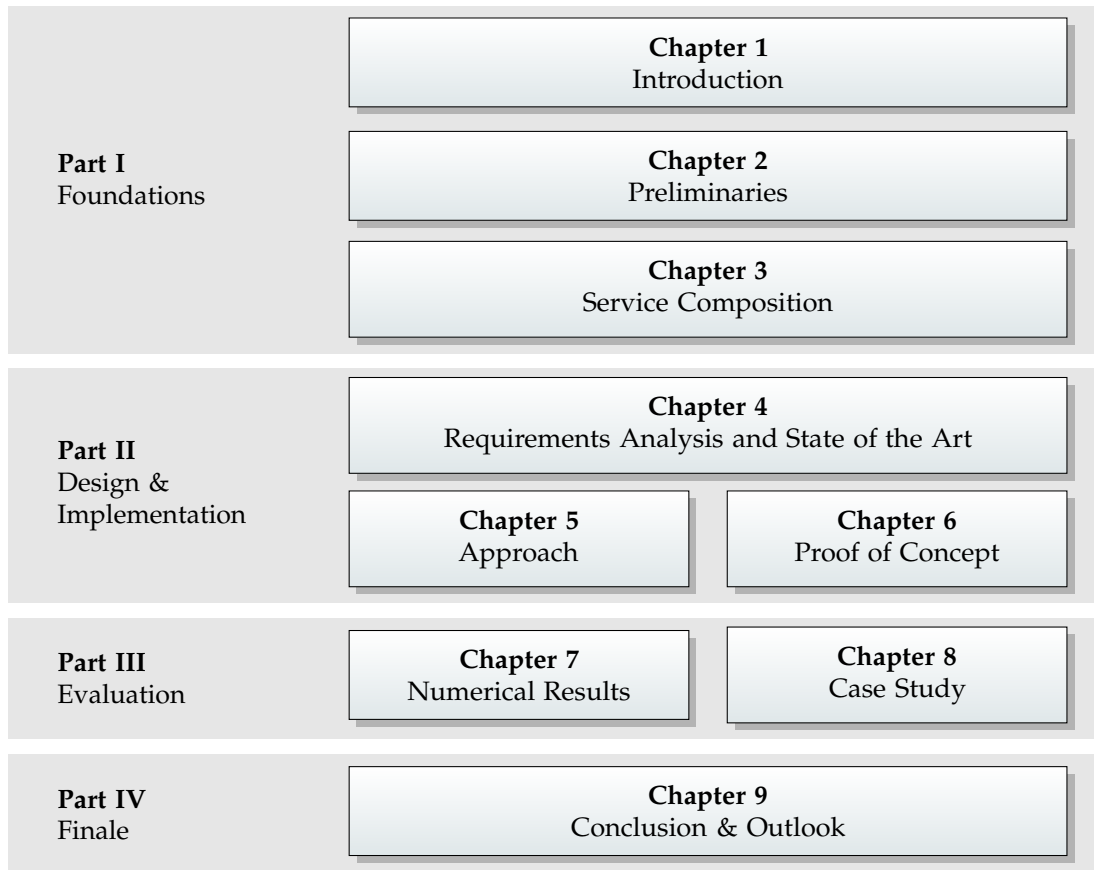 Part I
Foundations
Chapter 1
Introduction
Chapter 2
Preliminaries
Chapter 3
Service Composition
Part II
Design &
Implementation
Chapter 4
Requirements Analysis and State of the Art
Chapter 5
Approach
Chapter 6
Proof of Concept
Part III
Evaluation
Chapter 7
Numerical Results
Chapter 8
Case Study
Part IV
Finale
Chapter 9
Conclusion & Outlook